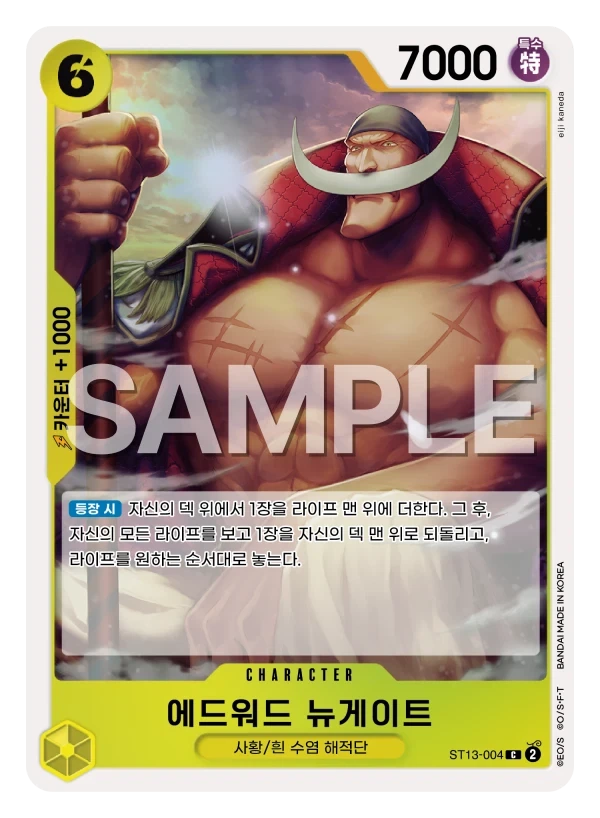 6
7000
특수
特
eiji kaneda
카운터 +1000
SAMPLE
등장 시 자신의 덱 위에서 1장을 라이프 맨 위에 더한다. 그 후,
자신의 모든 라이프를 보고 1장을 자신의 덱 맨 위로 되돌리고,
라이프를 원하는 순서대로 놓는다.
CHARACTER
에드워드 뉴게이트
사황/흰 수염 해적단
ST13-004 C 2
©EO/S ©O/S·F·T BANDAI MADE IN KOREA